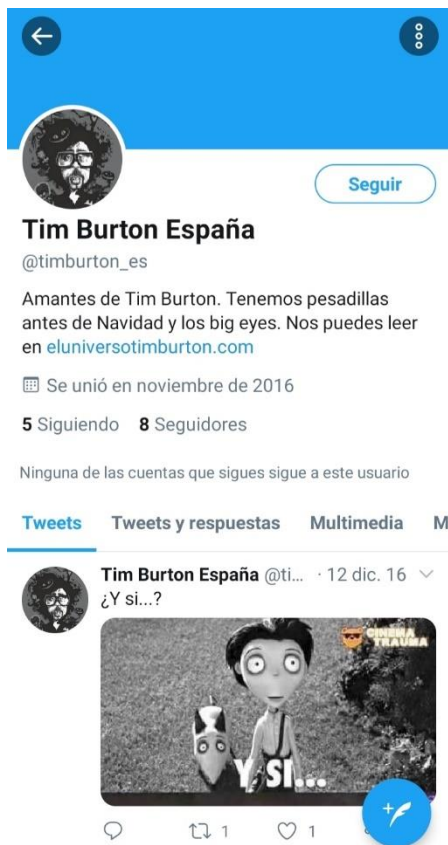 Seguir
Tim Burton España
@timburton_es
Amantes de Tim Burton. Tenemos pesadillas
antes de Navidad y los big eyes. Nos puedes leer
en eluniversotimburton.com
Se unió en noviembre de 2016
5 Siguiendo 8 Seguidores
Ninguna de las cuentas que sigues sigue a este usuario
Tweets Tweets y respuestas Multimedia M
Tim Burton España @ti... · 12 dic. 16
¿Y si...?
CINEMA
TRAUMA
Y SI...
1 1